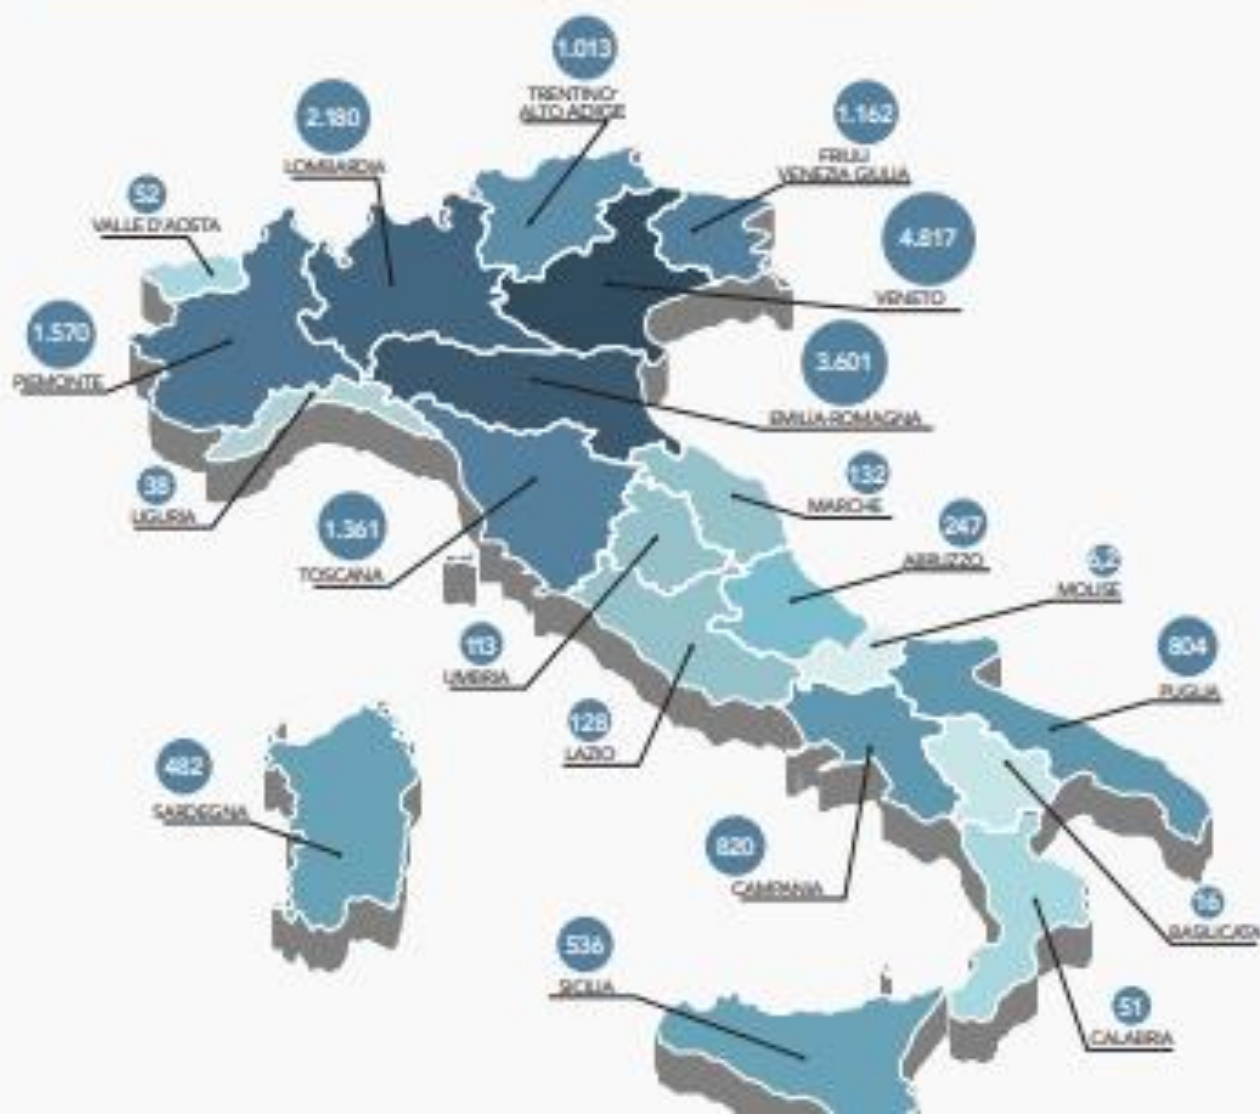 1.013
TRENTINO-
ALTO ADIGE
2.180
LOMBARDIA
1.162
FRIULI
VENEZIA GIULIA
52
VALLE D'AOSTA
4.817
VENETO
1.570
PIEMONTE
3.601
EMILIA-ROMAGNA
38
LIGURIA
132
MARCHE
1.361
TOSCANA
247
ABRUZZO
MOLISE
113
UMBRIA
804
PUGLIA
128
LAZIO
482
SARDEGNA
820
CAMPANIA
16
BASILICATA
536
SICILIA
51
CALABRIA